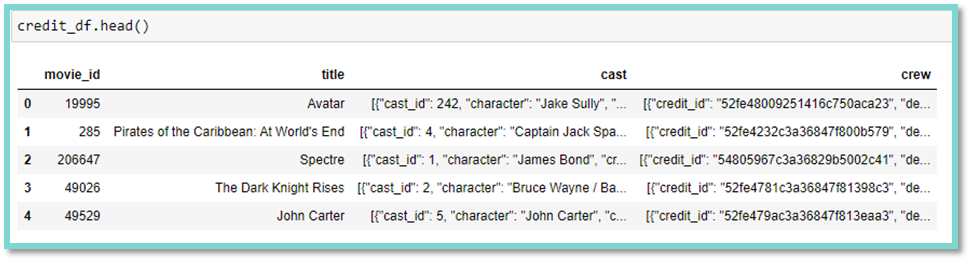 credit_df.head()
movie_id title cast crew
0 19995 Avatar [{"cast_id": 242, "character": "Jake Sully", "... [{"credit_id": "52fe48009251416c750aca23", "de...
1 285 Pirates of the Caribbean: At World's End [{"cast_id": 4, "character": "Captain Jack Spa... [{"credit_id": "52fe4232c3a36847f800b579", "de...
2 206647 Spectre [{"cast_id": 1, "character": "James Bond", "cr... [{"credit_id": "54805967c3a36829b5002c41", "de...
3 49026 The Dark Knight Rises [{"cast_id": 2, "character": "Bruce Wayne / Ba... [{"credit_id": "52fe4781c3a36847f81398c3", "de...
4 49529 John Carter [{"cast_id": 5, "character": "John Carter", "c... [{"credit_id": "52fe479ac3a36847f813eaa3", "de...